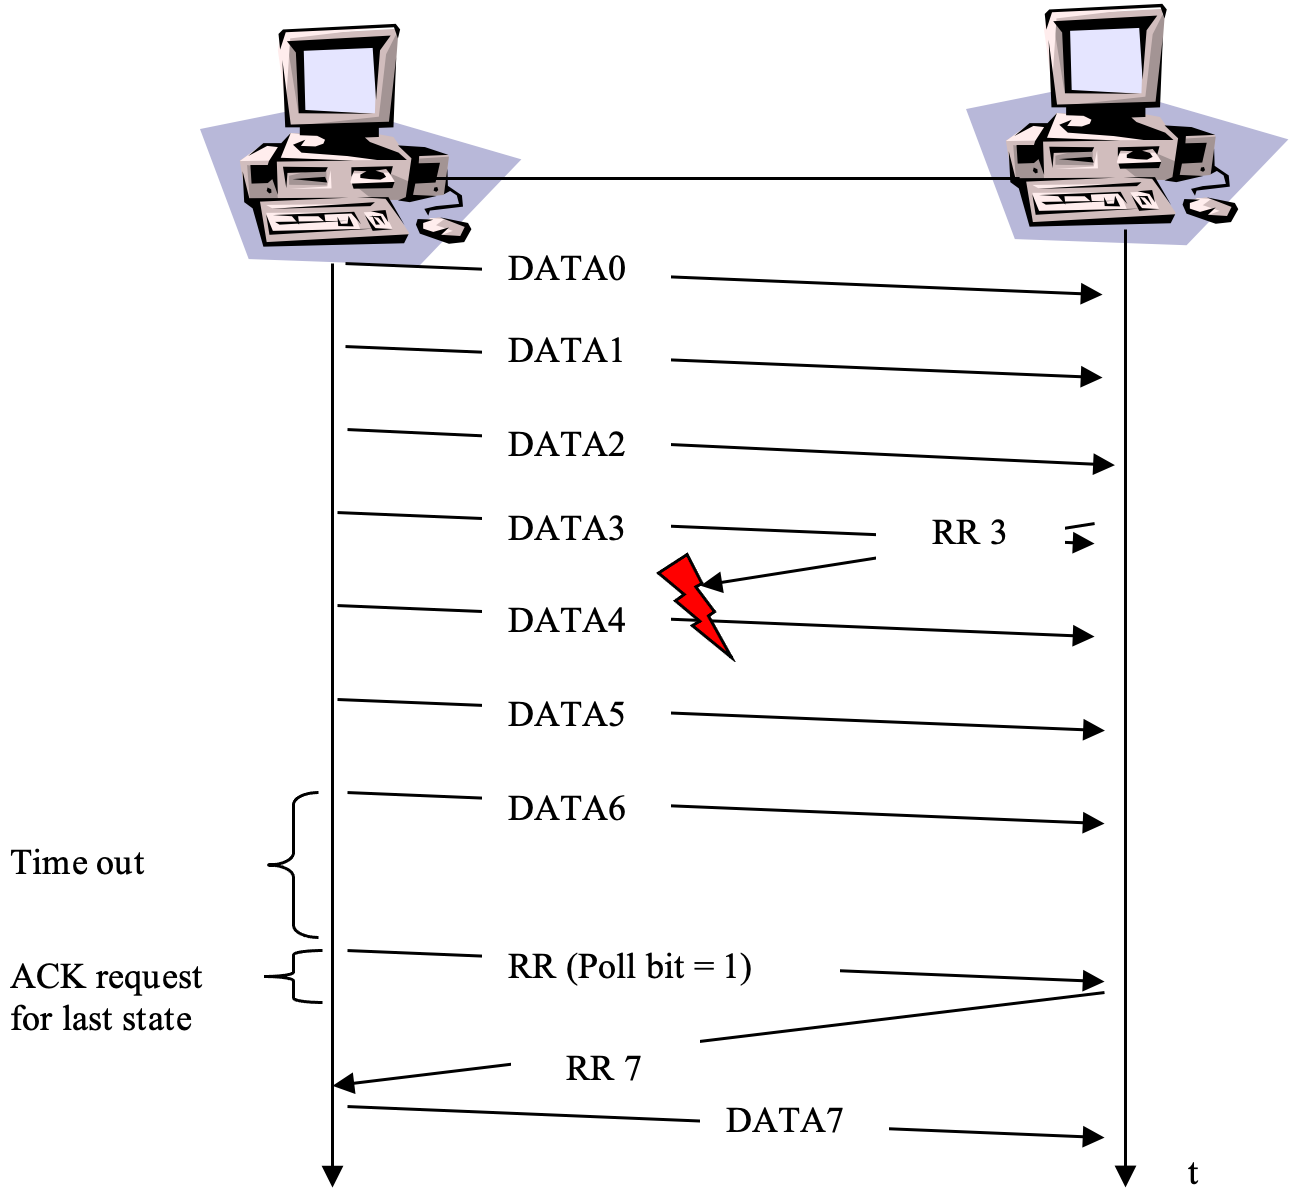 DATA0
DATA1
DATA2
DATA3
RR 3
DATA4
DATA5
DATA6
Time out
RR (Poll bit = 1)
ACK request
for last state
RR 7
DATA7
t